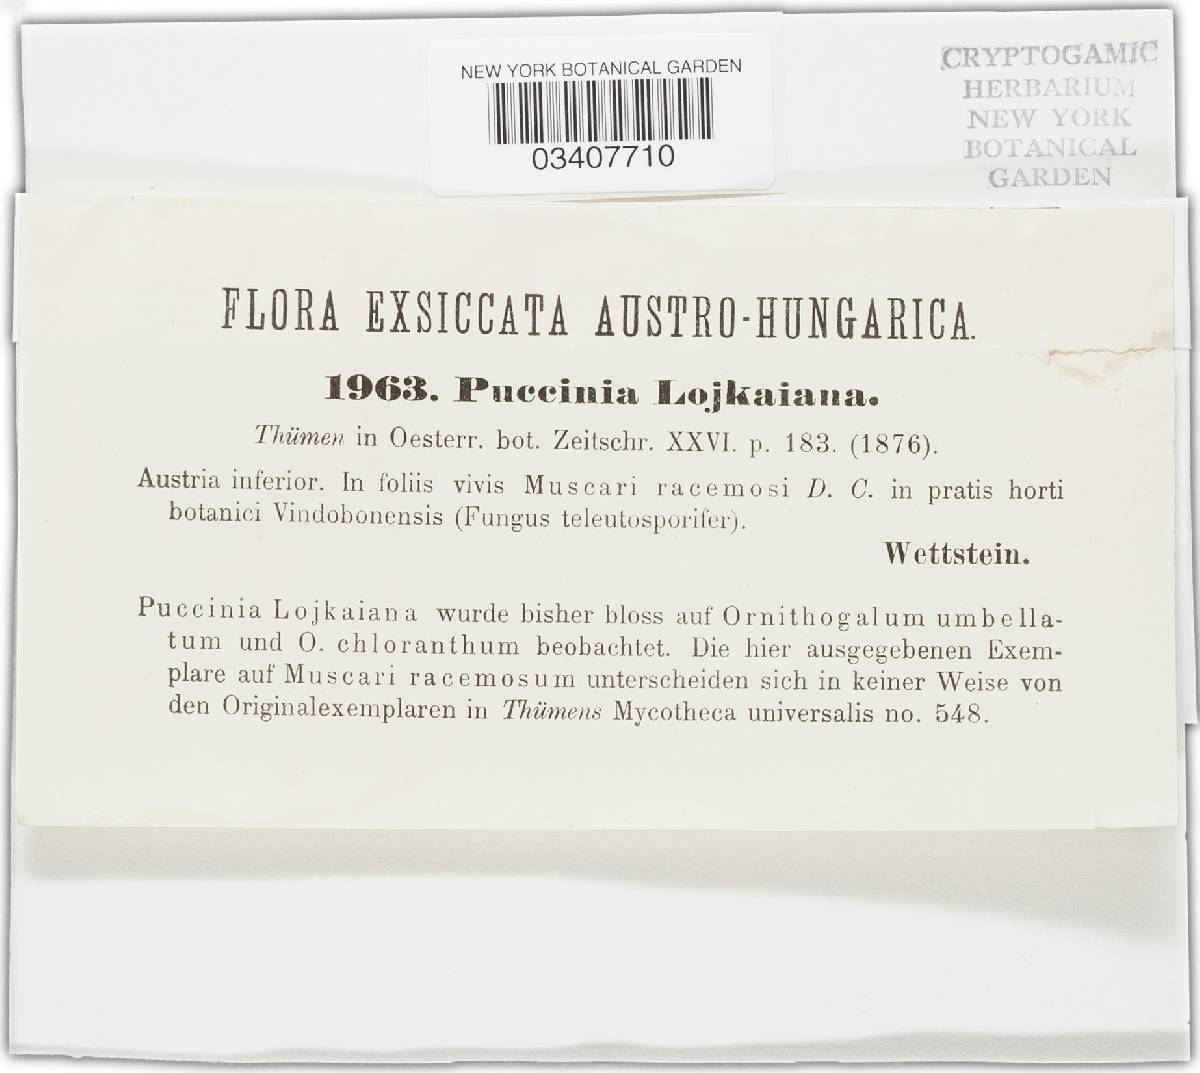 NEW YORK BOTANICAL GARDEN
03407710
CRYPTOGAMIC
HERBARIUM
NEW YORK
BOTANICAL
GARDEN
FLORA EXSICCATA AUSTRO-HUNGARICA.
1963. Puccinia Lojkaiana.
Thümen in Oesterr. bot. Zeitschr. XXVI. p. 183. (1876).
Austria inferior. In foliis vivis Muscari racemosi D. C. in pratis horti
botanici Vindobonensis (Fungus teleutosporifer).
Wettstein.
Puccinia Lojkaiana wurde bisher bloss auf Ornithogalum umbella-
tum und O. chloranthum beobachtet. Die hier ausgegebenen Exem-
plare auf Muscari racemosum unterscheiden sich in keiner Weise von
den Originalexemplaren in Thümens Mycotheca universalis no. 548.